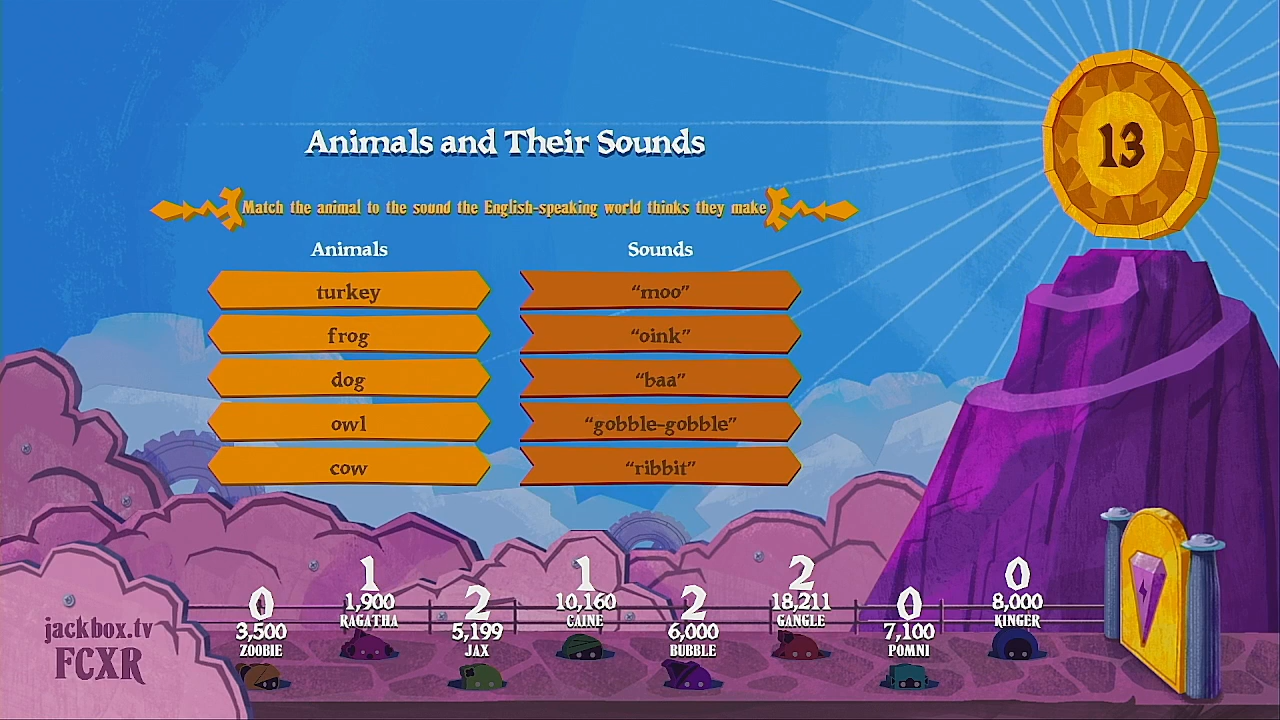 13
Animals and Their Sounds
Match the animal to the sound the English-speaking world thinks they make
Animals Sounds
turkey "moo"
frog "oink"
dog "baa"
owl "gobble-gobble"
cow "ribbit"
0
3,500
ZOOBIE
1
1,900
RAGATHA
2
5,199
JAX
1
10,160
CAINE
2
6,000
BUBBLE
2
18,211
GANGLE
0
7,100
POMNI
0
8,000
KINGER
jackbox.tv
FCXR